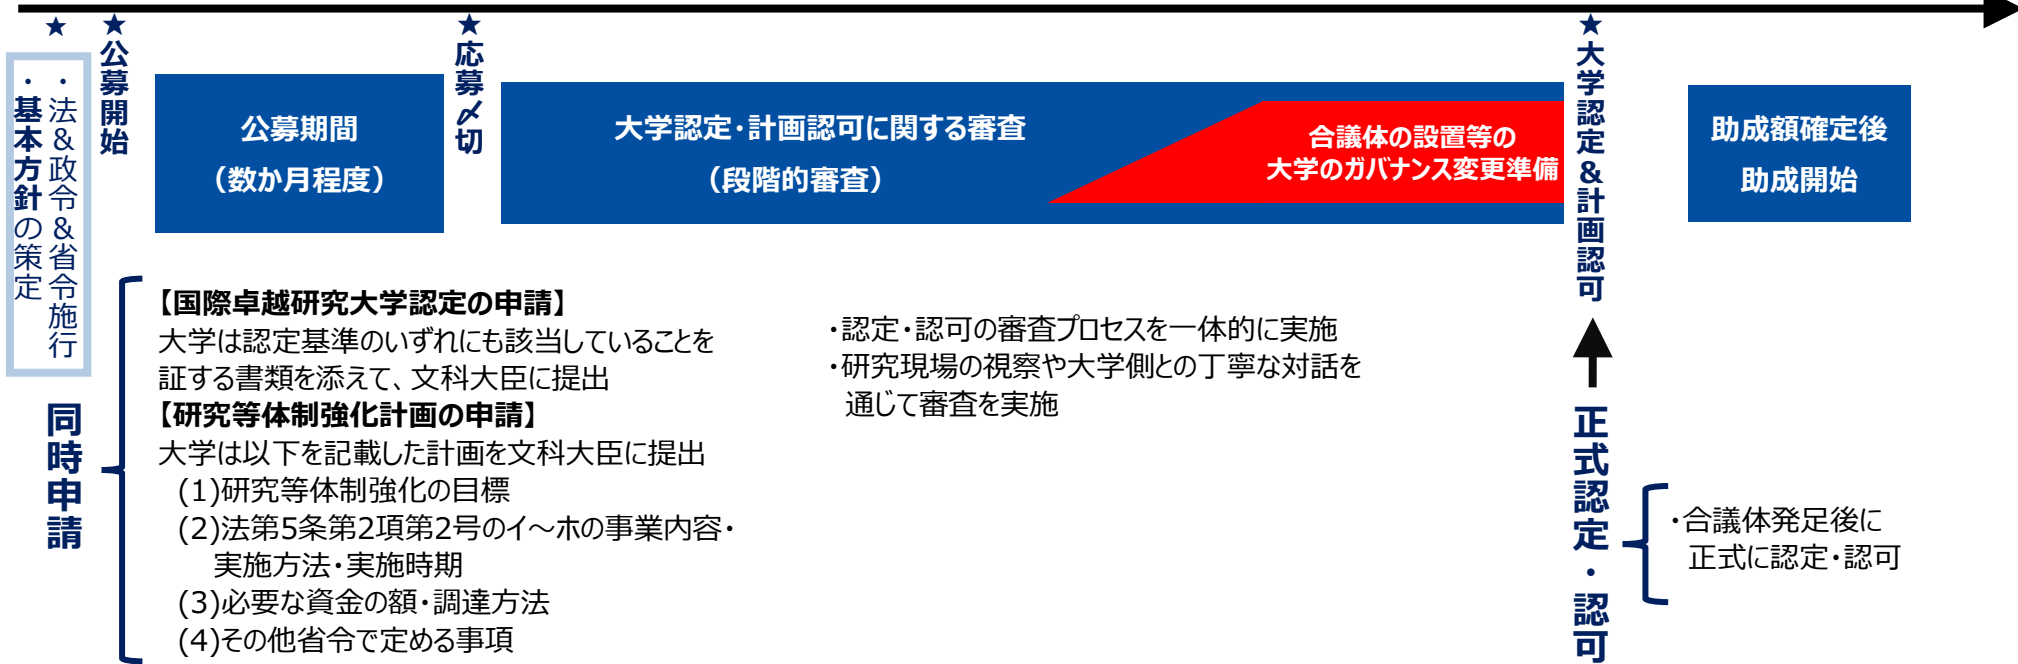 ★
・法&政令&省令施行
・基本方針の策定
★公募開始
公募期間
（数か月程度）
★応募〆切
大学認定・計画認可に関する審査
（段階的審査）
合議体の設置等の
大学のガバナンス変更準備
★大学認定&計画認可
助成額確定後
助成開始
同時申請
【国際卓越研究大学認定の申請】
大学は認定基準のいずれにも該当していることを
証する書類を添えて、文科大臣に提出
【研究等体制強化計画の申請】
大学は以下を記載した計画を文科大臣に提出
(1)研究等体制強化の目標
(2)法第5条第2項第2号のイ～ホの事業内容・
実施方法・実施時期
(3)必要な資金の額・調達方法
(4)その他省令で定める事項
・認定・認可の審査プロセスを一体的に実施
・研究現場の視察や大学側との丁寧な対話を
通じて審査を実施
正式認定・認可
・合議体発足後に
正式に認定・認可